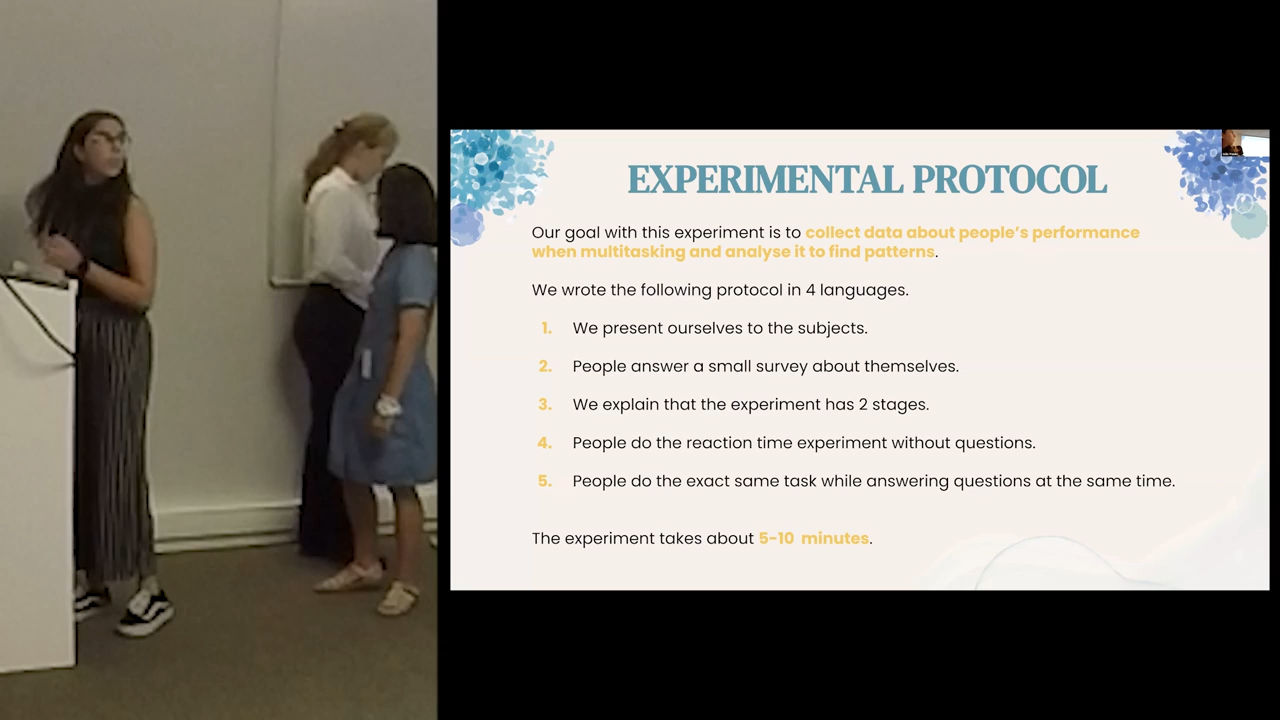 EXPERIMENTAL PROTOCOL
Our goal with this experiment is to collect data about people's performance
when multitasking and analyse it to find patterns.
We wrote the following protocol in 4 languages.
1. We present ourselves to the subjects.
2. People answer a small survey about themselves.
3. We explain that the experiment has 2 stages.
4. People do the reaction time experiment without questions.
5. People do the exact same task while answering questions at the same time.
The experiment takes about 5-10 minutes.